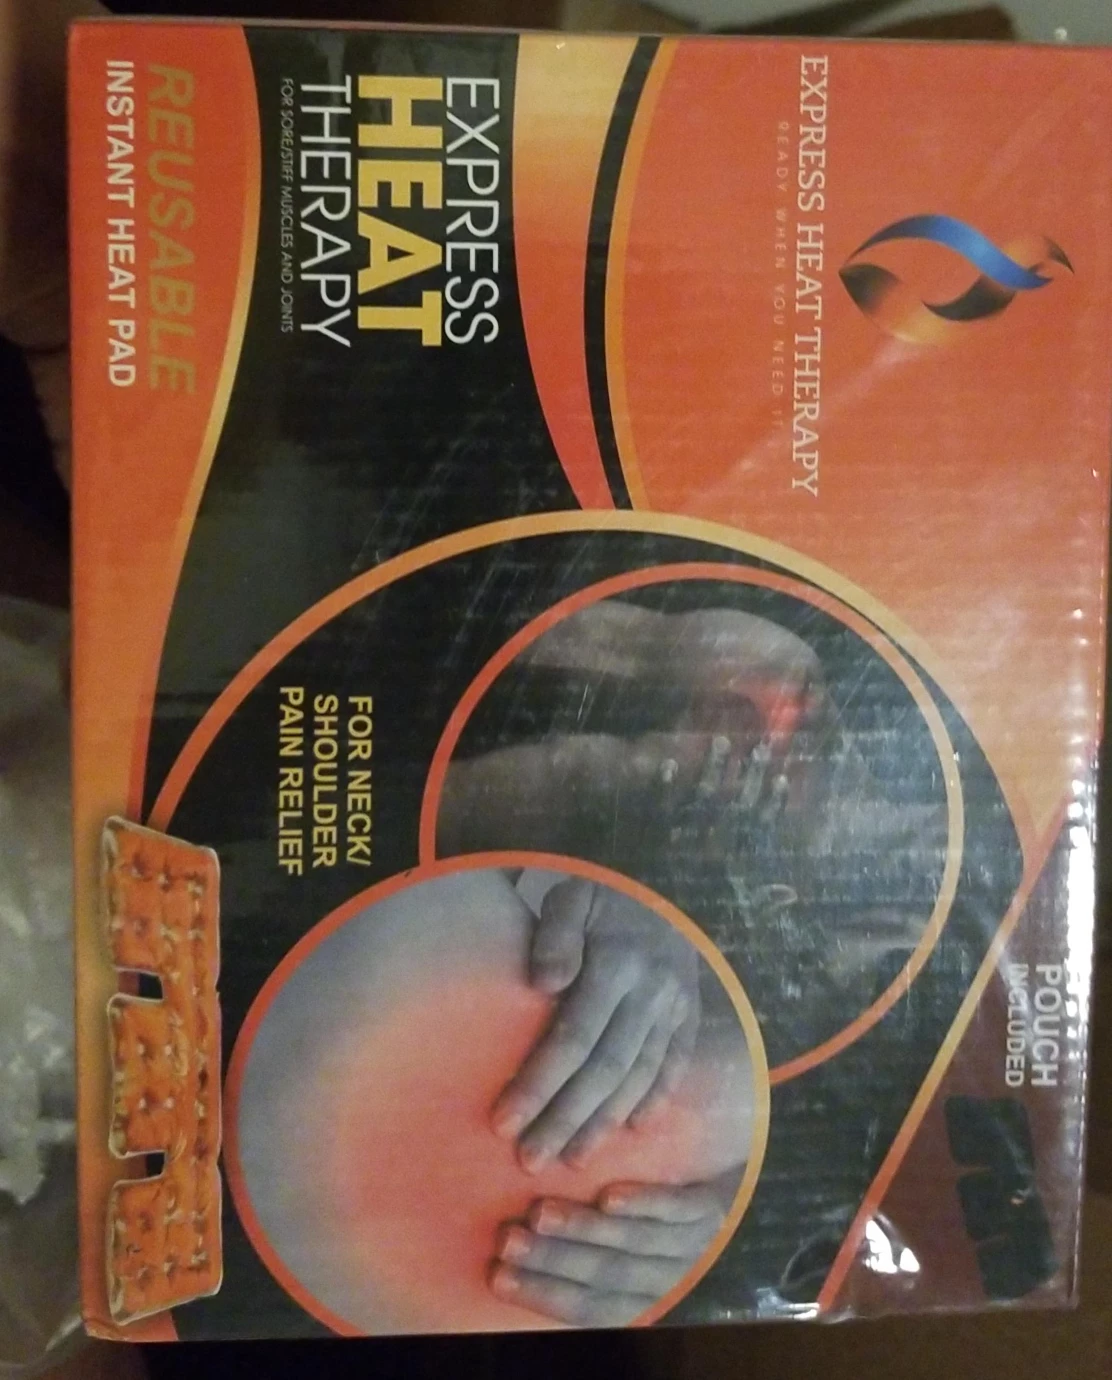 EXPRESS HEAT THERAPY
READY WHEN YOU NEED IT
POUCH
INCLUDED
EXPRESS
HEAT
THERAPY
FOR SORE/STIFF MUSCLES AND JOINTS
FOR NECK/
SHOULDER
PAIN RELIEF
REUSABLE
INSTANT HEAT PAD